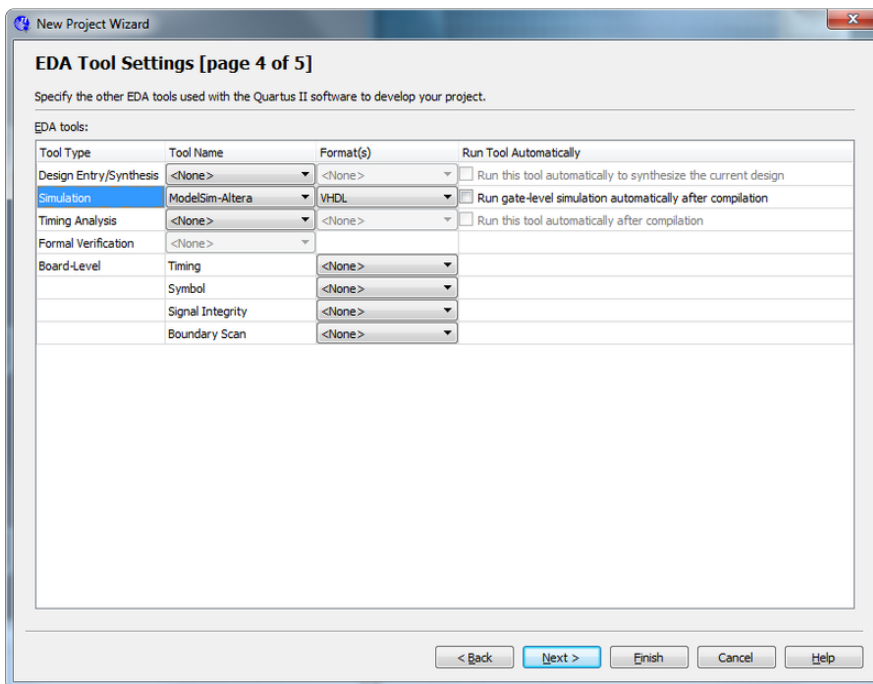 New Project Wizard
EDA Tool Settings [page 4 of 5]
Specify the other EDA tools used with the Quartus II software to develop your project.
EDA tools:
Tool Type Tool Name Format(s) Run Tool Automatically
Design Entry/Synthesis <None> <None> Run this tool automatically to synthesize the current design
Simulation ModelSim-Altera VHDL Run gate-level simulation automatically after compilation
Timing Analysis <None> <None> Run this tool automatically after compilation
Formal Verification <None>
Board-Level Timing <None>
Symbol <None>
Signal Integrity <None>
Boundary Scan <None>
< Back Next > Finish Cancel Help